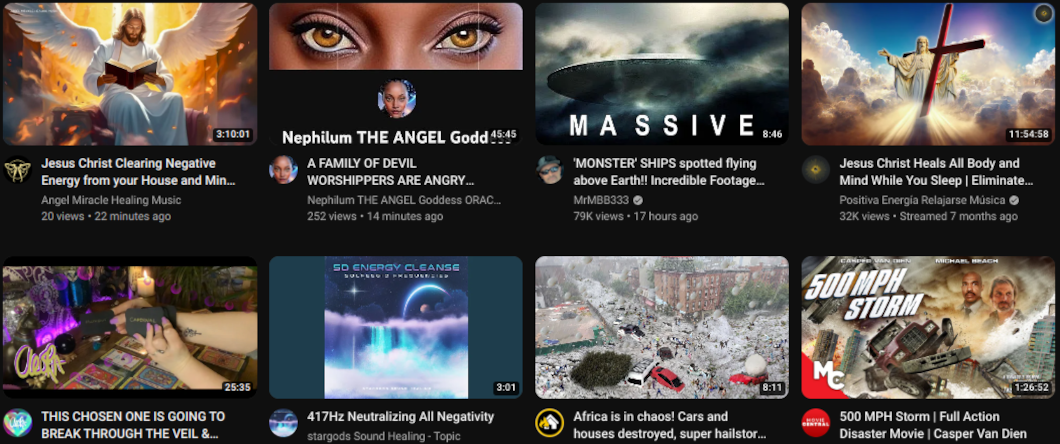 3:10:01
Nephilum THE ANGEL Godd
45:45
MASSIVE
8:46
11:54:58
Jesus Christ Clearing Negative
Energy from your House and Min...
Angel Miracle Healing Music
20 views • 22 minutes ago
A FAMILY OF DEVIL
WORSHIPPERS ARE ANGRY...
Nephilum THE ANGEL Goddess ORAC...
252 views • 14 minutes ago
'MONSTER' SHIPS spotted flying
above Earth!! Incredible Footage...
MrMBB333
79K views • 17 hours ago
Jesus Christ Heals All Body and
Mind While You Sleep | Eliminate...
Positiva Energía Relajarse Música
32K views • Streamed 7 months ago
25:35
5D ENERGY CLEANSE
SOLFEGGIO FREQUENCIES
3:01
8:11
CASPER VAN DIEN
MICHAEL BEACH
500 MPH
STORM
MC
1:26:52
THIS CHOSEN ONE IS GOING TO
BREAK THROUGH THE VEIL &...
417Hz Neutralizing All Negativity
stargods Sound Healing - Topic
Africa is in chaos! Cars and
houses destroyed, super hailstor...
MOVIE
CENTRAL
500 MPH Storm | Full Action
Disaster Movie | Casper Van Dien